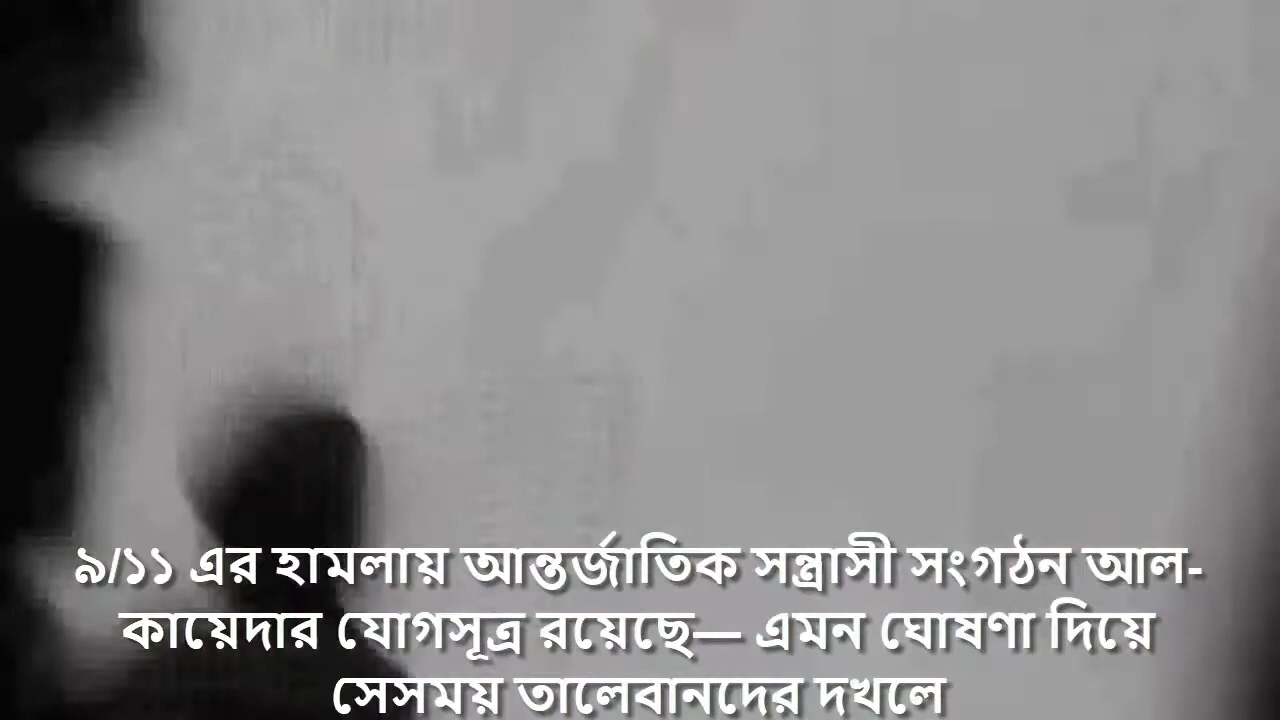 ৯/১১ এর হামলায় আন্তর্জাতিক সন্ত্রাসী সংগঠন আল-
কায়েদার যোগসূত্র রয়েছে— এমন ঘোষণা দিয়ে
সেসময় তালেবানদের দখলে